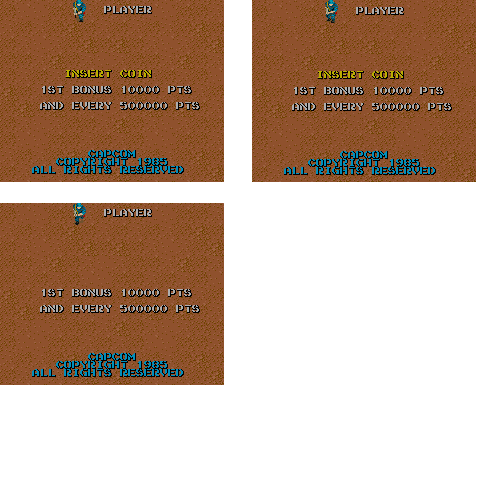 PLAYER
INSERT COIN
1ST BONUS 10000 PTS
AND EVERY 500000 PTS
CAPCOM
COPYRIGHT 1985
ALL RIGHTS RESERVED
PLAYER
INSERT COIN
1ST BONUS 10000 PTS
AND EVERY 500000 PTS
CAPCOM
COPYRIGHT 1985
ALL RIGHTS RESERVED
PLAYER
1ST BONUS 10000 PTS
AND EVERY 500000 PTS
CAPCOM
COPYRIGHT 1985
ALL RIGHTS RESERVED